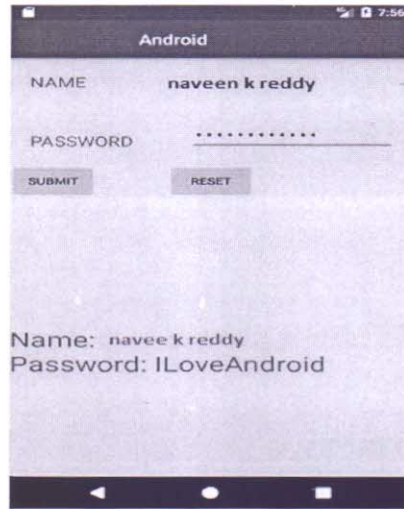 7:56
Android
NAME naveen k reddy
PASSWORD ............
SUBMIT RESET
Name: navee k reddy
Password: ILoveAndroid